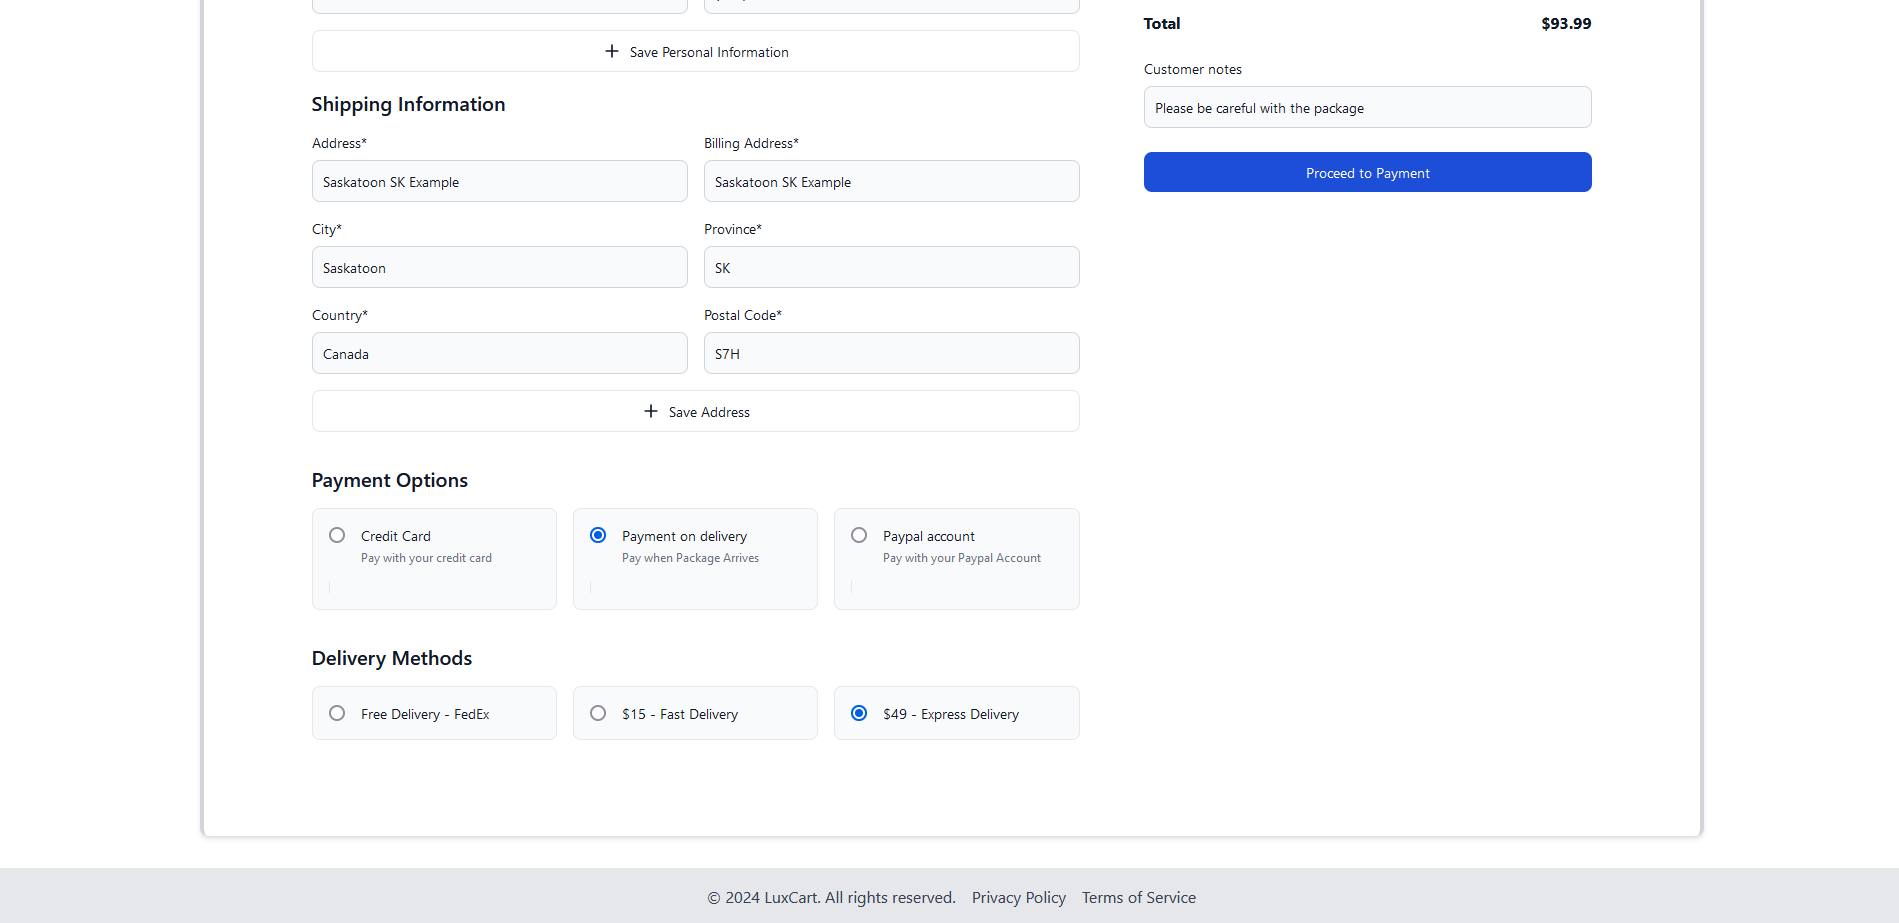 Save Personal Information
Shipping Information
Address*
Billing Address*
Saskatoon SK Example
Saskatoon SK Example
City*
Province*
Saskatoon
SK
Country*
Postal Code*
Canada
S7H
Save Address
Payment Options
Credit Card
Pay with your credit card
Payment on delivery
Pay when Package Arrives
Paypal account
Pay with your Paypal Account
Delivery Methods
Free Delivery - FedEx
$15 - Fast Delivery
$49 - Express Delivery
Total $93.99
Customer notes
Please be careful with the package
Proceed to Payment
© 2024 LuxCart. All rights reserved. Privacy Policy Terms of Service